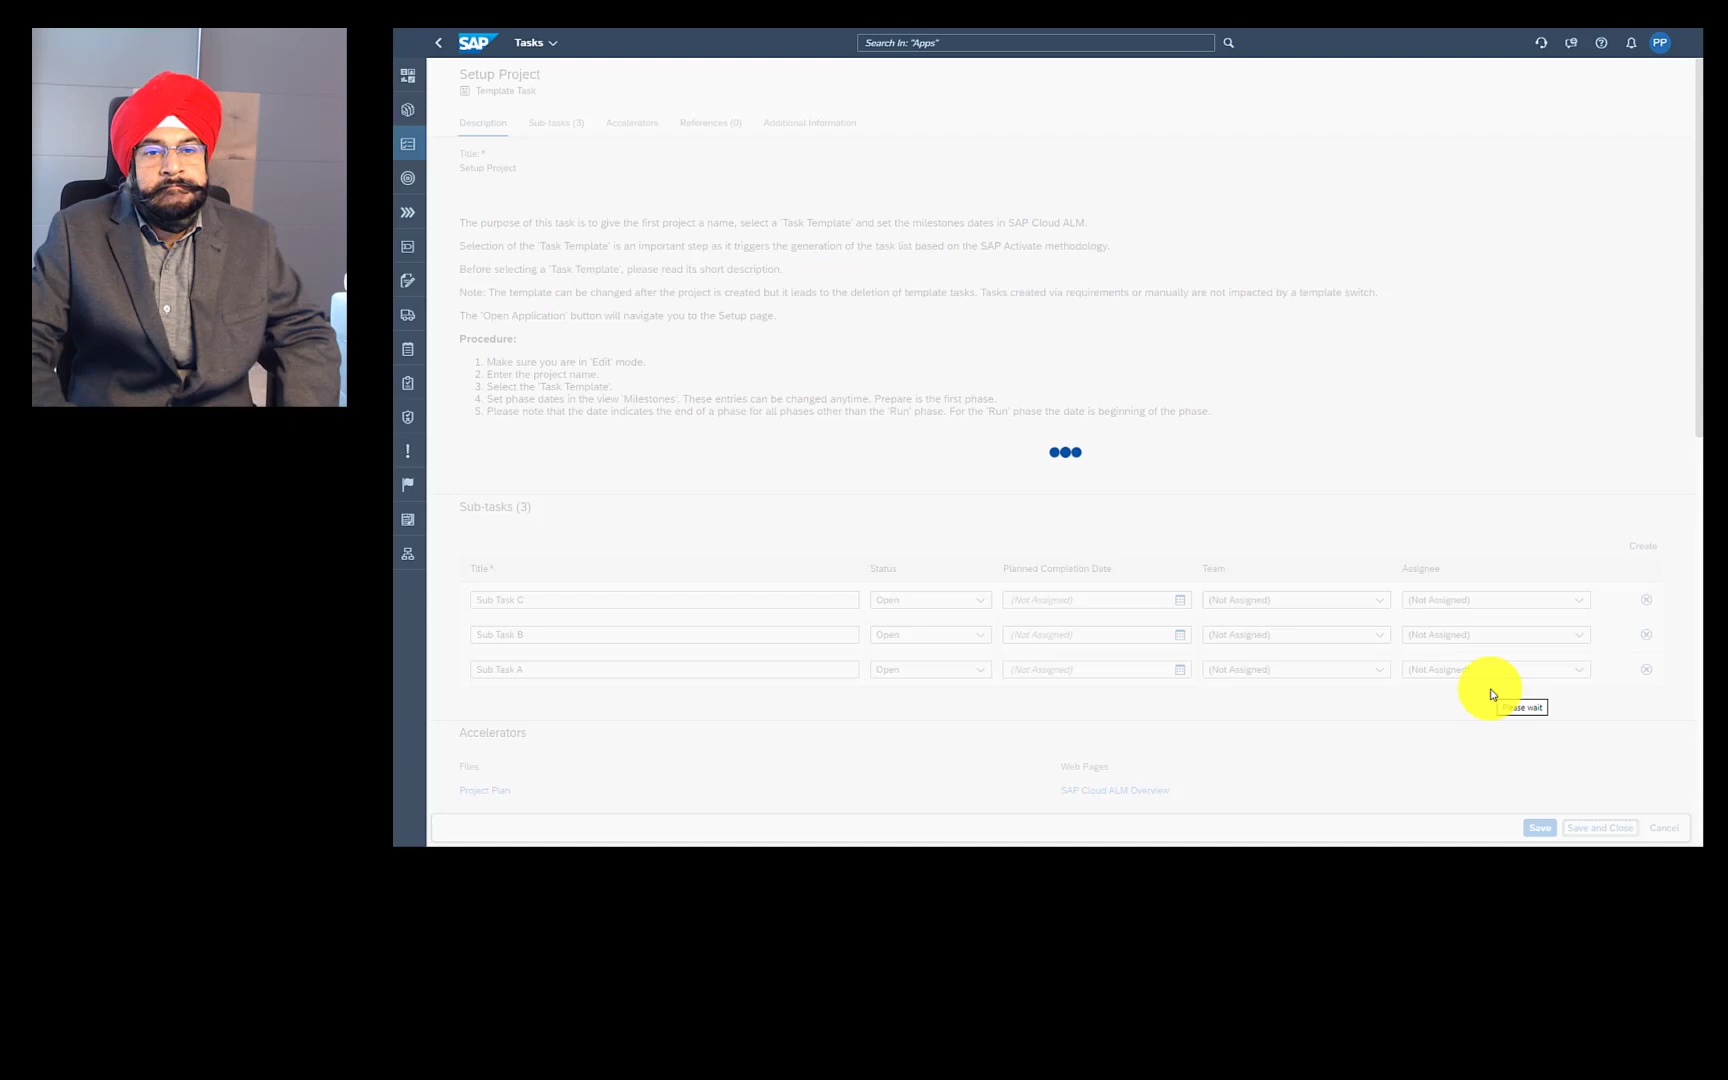 SAP Tasks Search In: "Apps" PP
Setup Project
Template Task
Description Sub-tasks (3) Accelerators References (0) Additional Information
Title:*
Setup Project
The purpose of this task is to give the first project a name, select a 'Task Template' and set the milestones dates in SAP Cloud ALM.
Selection of the 'Task Template' is an important step as it triggers the generation of the task list based on the SAP Activate methodology.
Before selecting a 'Task Template', please read its short description.
Note: The template can be changed after the project is created but it leads to the deletion of template tasks. Tasks created via requirements or manually are not impacted by a template switch.
The 'Open Application' button will navigate you to the Setup page.
Procedure:
1. Make sure you are in 'Edit' mode.
2. Enter the project name.
3. Select the 'Task Template'.
4. Set phase dates in the view 'Milestones'. These entries can be changed anytime. Prepare is the first phase.
5. Please note that the date indicates the end of a phase for all phases other than the 'Run' phase. For the 'Run' phase the date is beginning of the phase.
Sub-tasks (3)
Create
Title* Status Planned Completion Date Team Assignee
Sub Task C Open (Not Assigned) (Not Assigned) (Not Assigned)
Sub Task B Open (Not Assigned) (Not Assigned) (Not Assigned)
Sub Task A Open (Not Assigned) (Not Assigned) (Not Assigned)
Please wait
Accelerators
Files Web Pages
Project Plan SAP Cloud ALM Overview
Save Save and Close Cancel